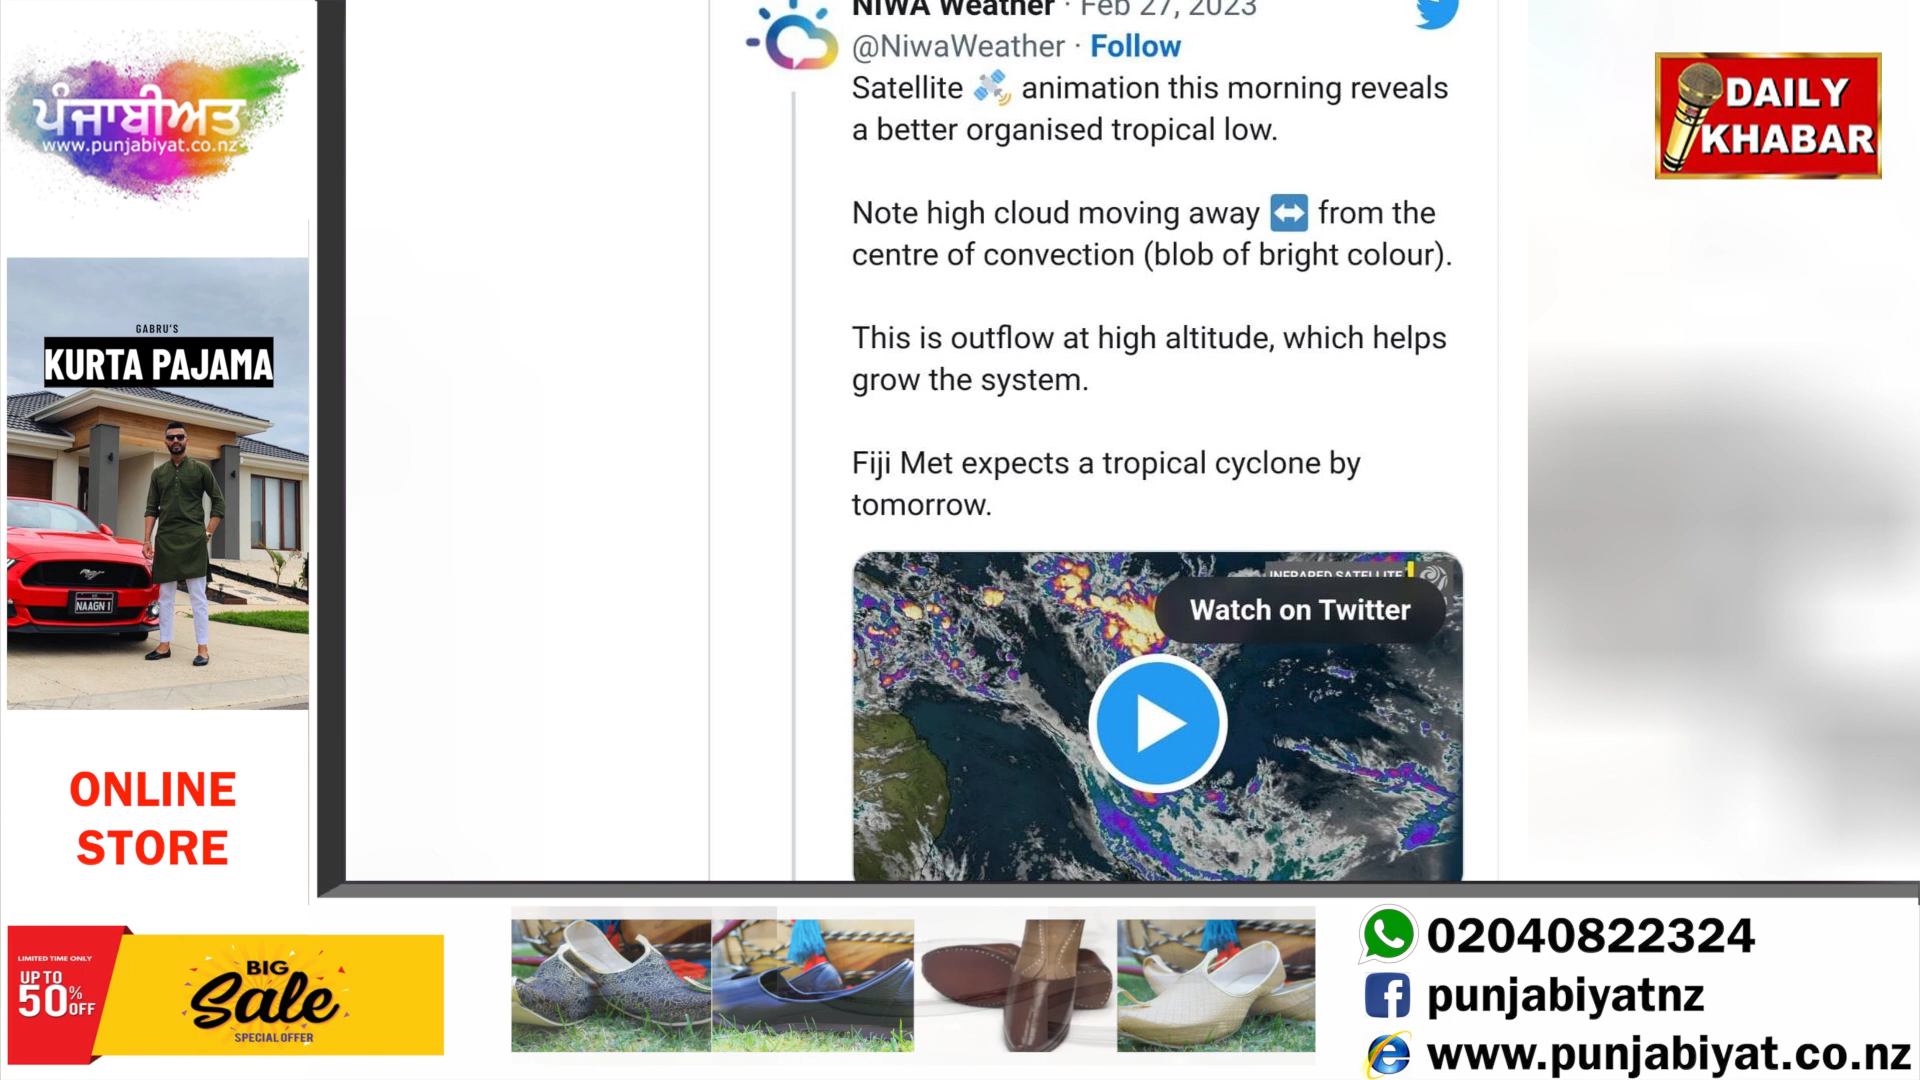 ਪੰਜਾਬੀਅਤ
www.punjabiyat.co.nz
GABRU'S
KURTA PAJAMA
NAAGN I
ONLINE
STORE
NIWA Weather · Feb 27, 2023
@NiwaWeather · Follow
Satellite 🛰️ animation this morning reveals
a better organised tropical low.
Note high cloud moving away ↔️ from the
centre of convection (blob of bright colour).
This is outflow at high altitude, which helps
grow the system.
Fiji Met expects a tropical cyclone by
tomorrow.
INFRARED SATELLITE
Watch on Twitter
DAILY
KHABAR
LIMITED TIME ONLY
UP TO
50% OFF
BIG
Sale
SPECIAL OFFER
02040822324
punjabiyatnz
www.punjabiyat.co.nz